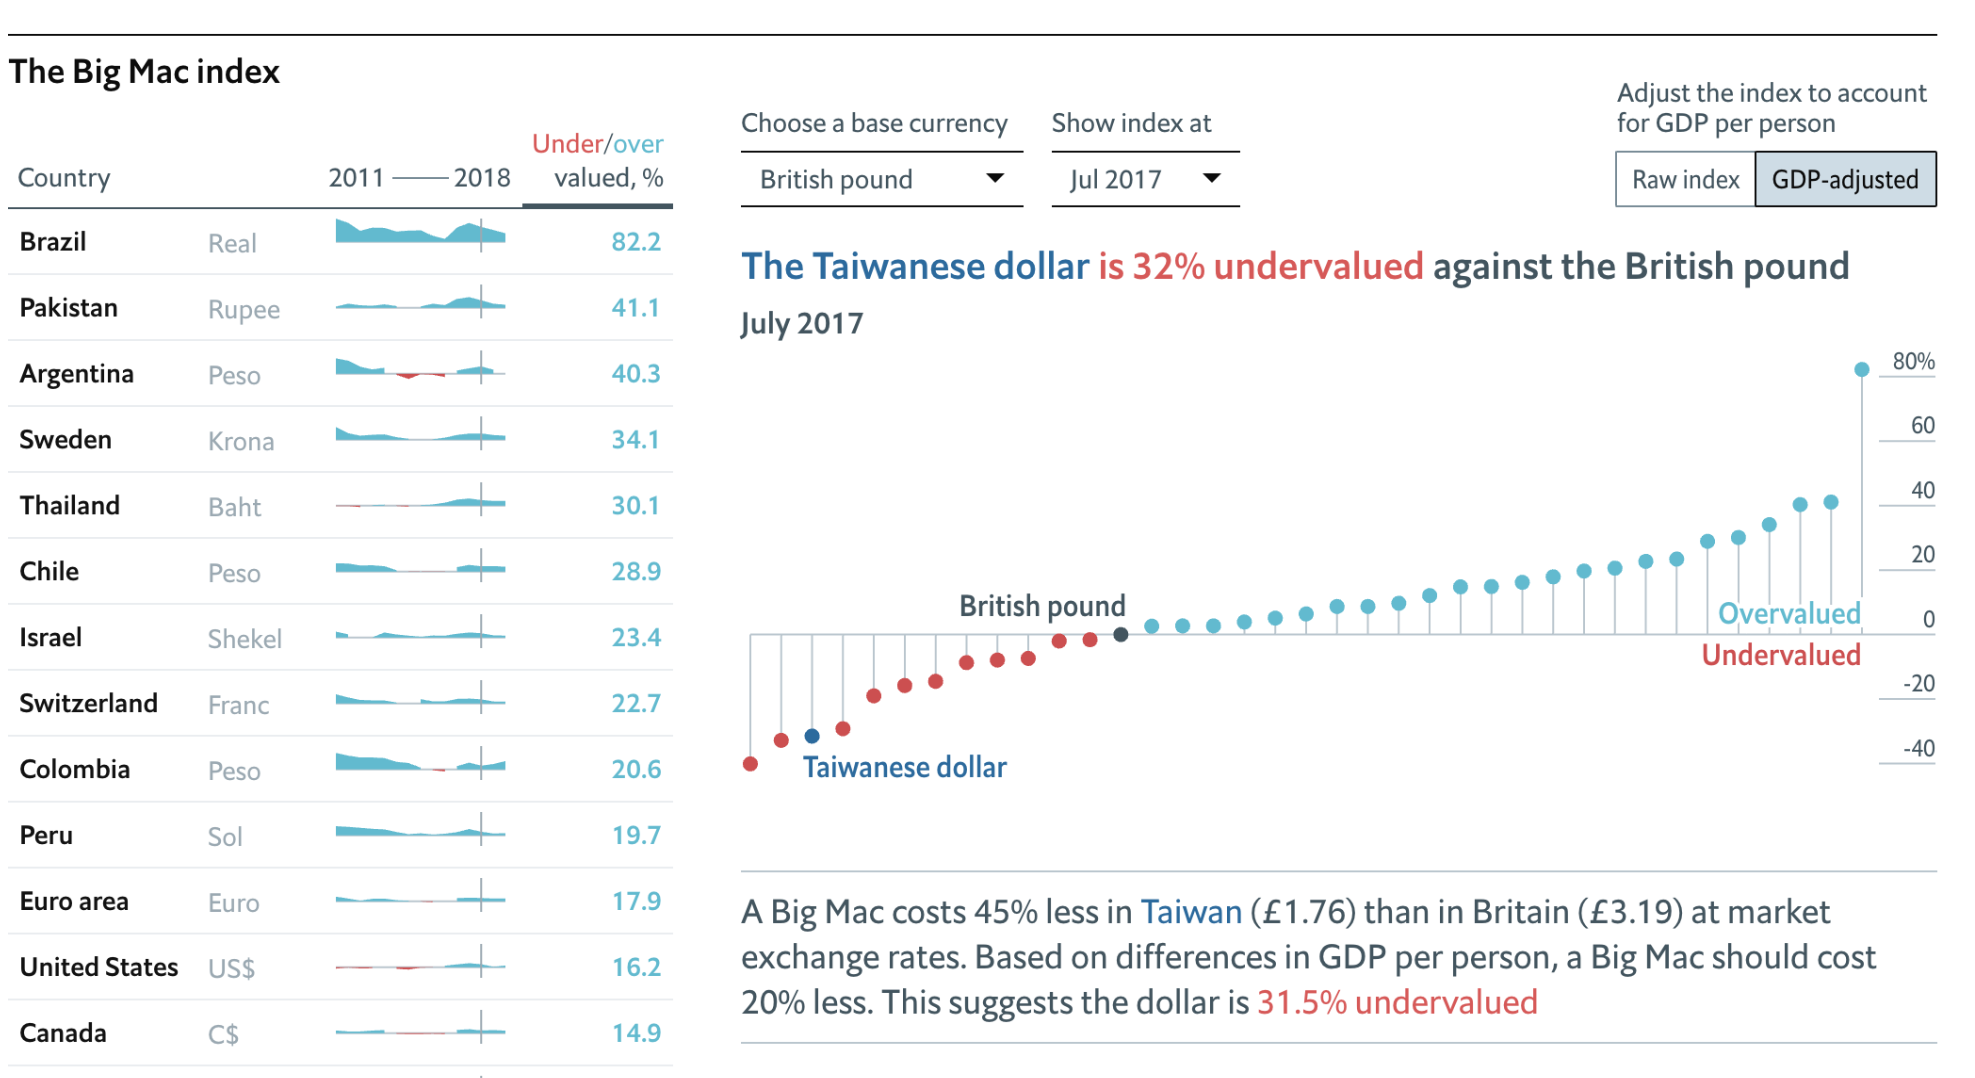 The Big Mac index
Country
2011 2018
Under/over
valued, %
Brazil Real 82.2
Pakistan Rupee 41.1
Argentina Peso 40.3
Sweden Krona 34.1
Thailand Baht 30.1
Chile Peso 28.9
Israel Shekel 23.4
Switzerland Franc 22.7
Colombia Peso 20.6
Peru Sol 19.7
Euro area Euro 17.9
United States US$ 16.2
Canada C$ 14.9
Choose a base currency
British pound
Show index at
Jul 2017
Adjust the index to account
for GDP per person
Raw index
GDP-adjusted
The Taiwanese dollar is 32% undervalued against the British pound
July 2017
80%
60
40
20
0
-20
-40
British pound
Overvalued
Undervalued
Taiwanese dollar
A Big Mac costs 45% less in Taiwan (£1.76) than in Britain (£3.19) at market
exchange rates. Based on differences in GDP per person, a Big Mac should cost
20% less. This suggests the dollar is 31.5% undervalued